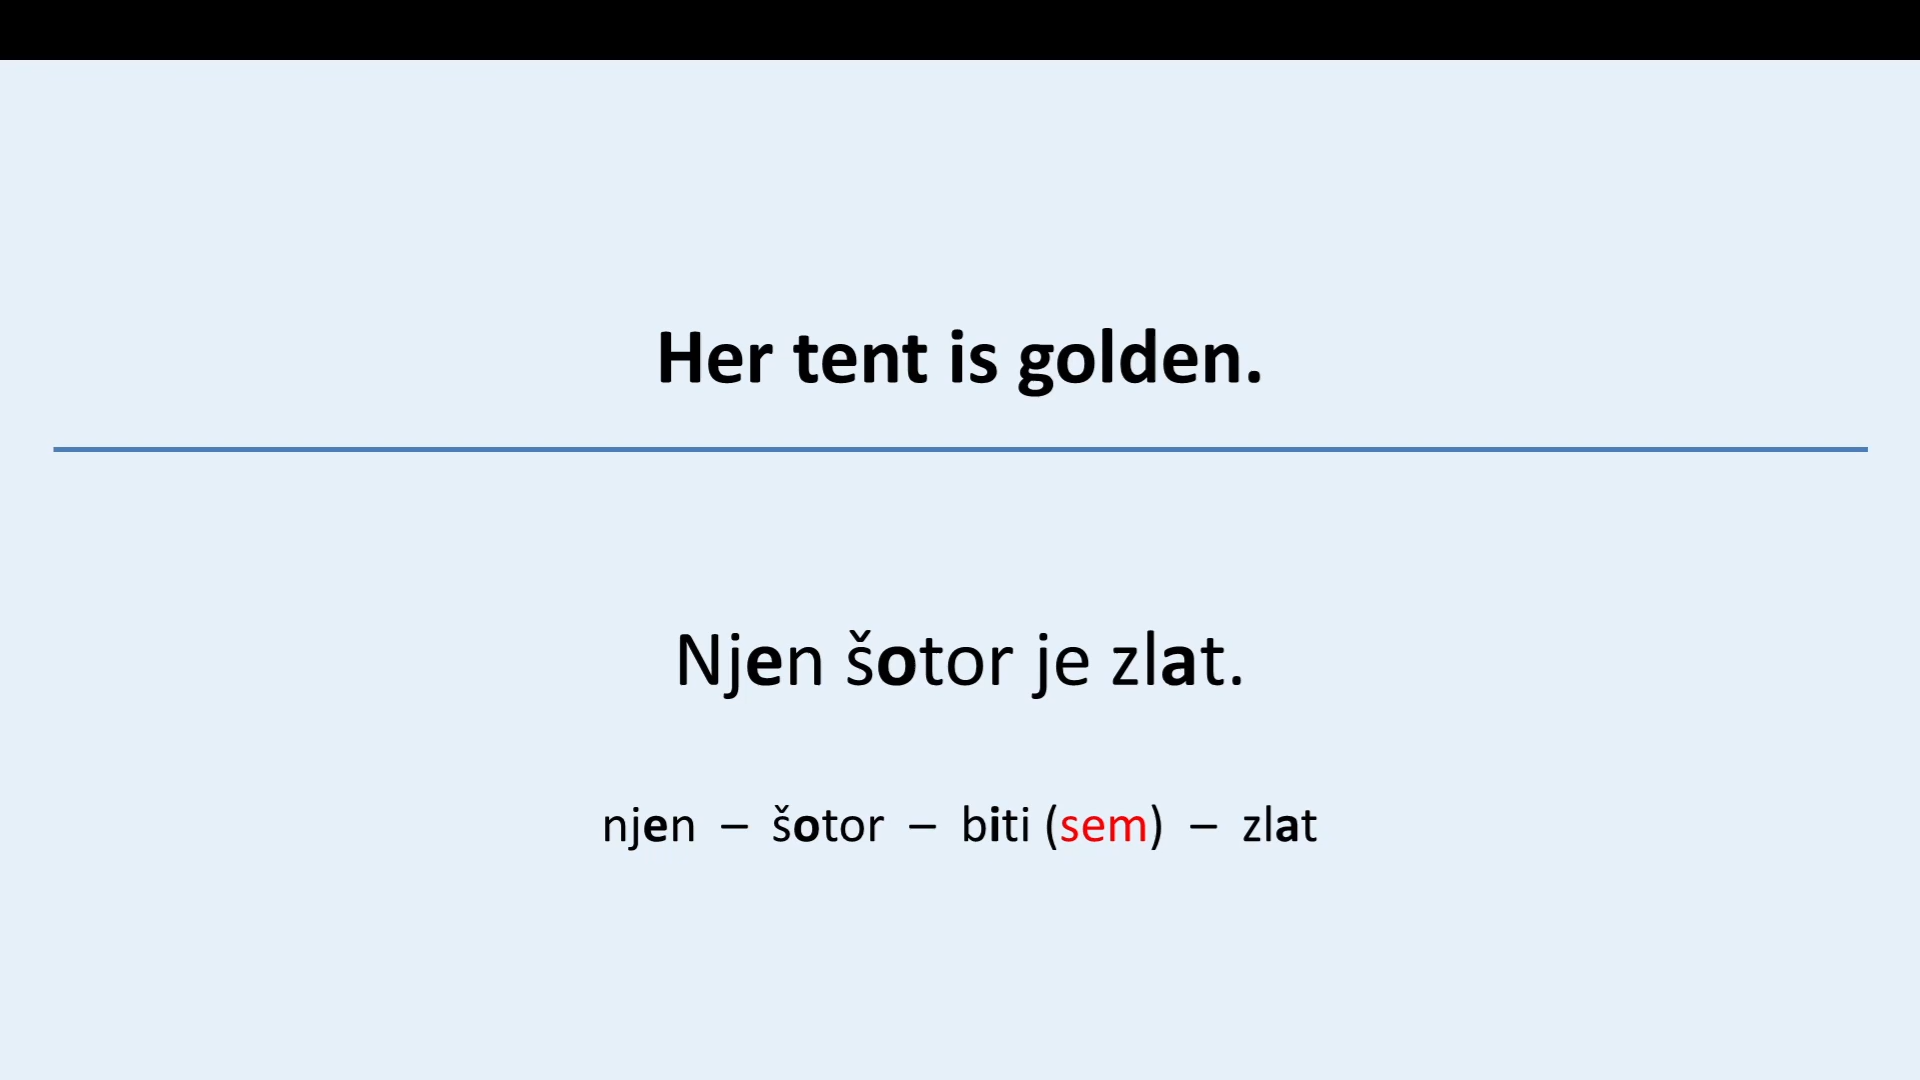 Her tent is golden.
Njen šotor je zlat.
njen – šotor – biti (sem) – zlat